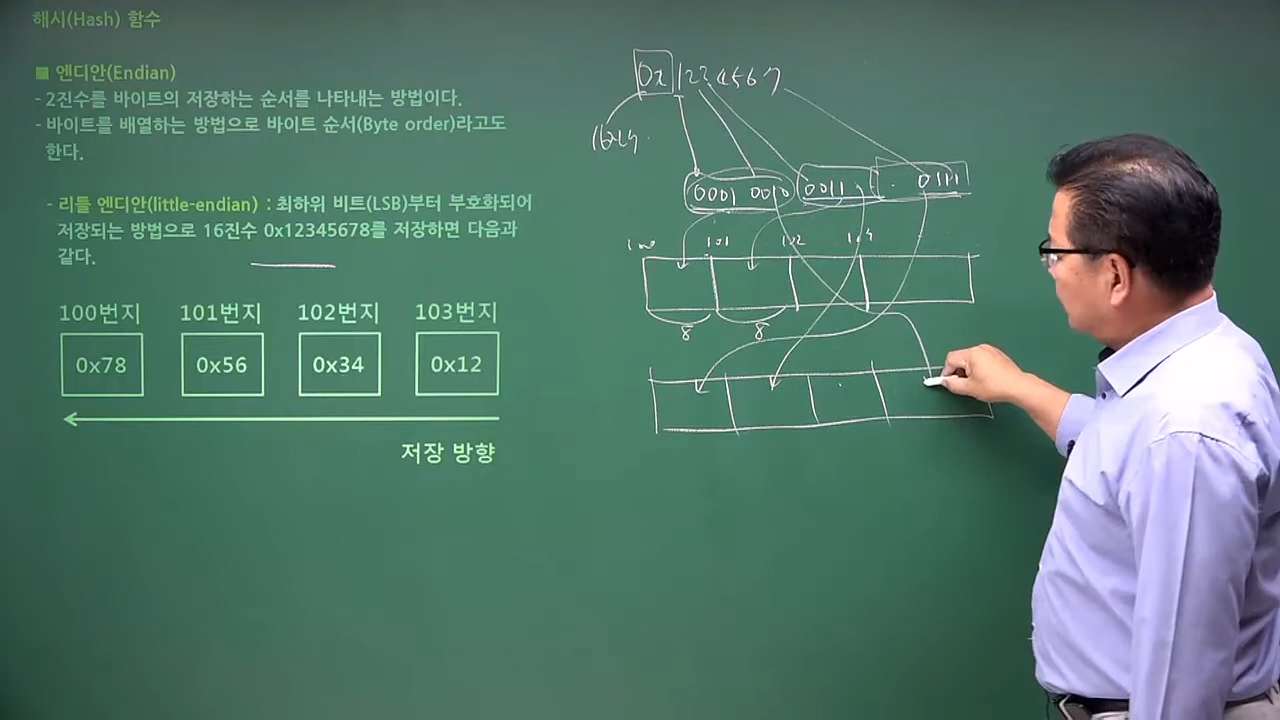 해시(Hash) 함수
■ 엔디안(Endian)
- 2진수를 바이트의 저장하는 순서를 나타내는 방법이다.
- 바이트를 배열하는 방법으로 바이트 순서(Byte order)라고도
한다.
- 리틀 엔디안(little-endian) : 최하위 비트(LSB)부터 부호화되어
저장되는 방법으로 16진수 0x12345678를 저장하면 다음과
같다.
100번지 101번지 102번지 103번지
0x78 0x56 0x34 0x12
저장 방향
0x1234567
0001 0010 0011 0111
100 101 102
8 8